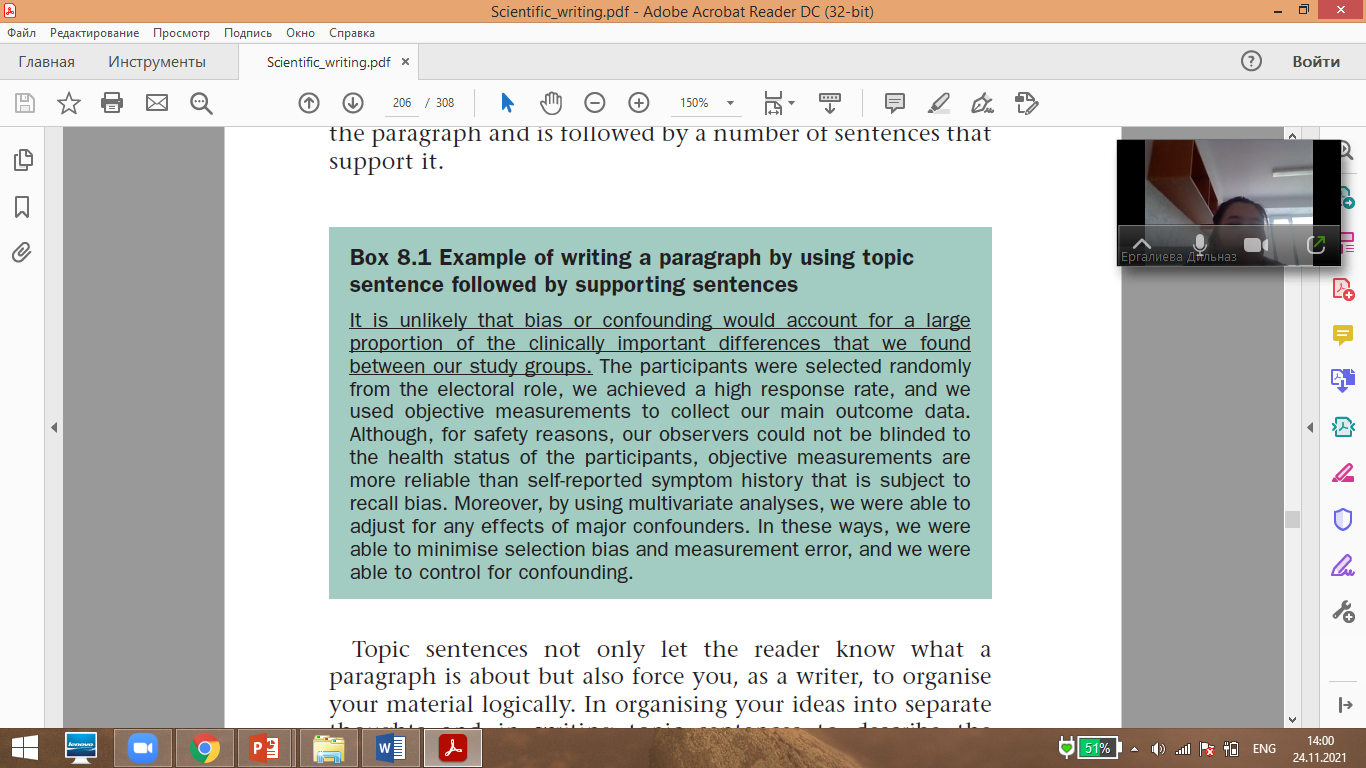 Scientific_writing.pdf - Adobe Acrobat Reader DC (32-bit)
Файл Редактирование Просмотр Подпись Окно Справка
Главная Инструменты Scientific_writing.pdf × Войти
206 / 308 150%
the paragraph and is followed by a number of sentences that
support it.
Ергалиева Дильназ
Box 8.1 Example of writing a paragraph by using topic
sentence followed by supporting sentences
It is unlikely that bias or confounding would account for a large
proportion of the clinically important differences that we found
between our study groups. The participants were selected randomly
from the electoral role, we achieved a high response rate, and we
used objective measurements to collect our main outcome data.
Although, for safety reasons, our observers could not be blinded to
the health status of the participants, objective measurements are
more reliable than self-reported symptom history that is subject to
recall bias. Moreover, by using multivariate analyses, we were able to
adjust for any effects of major confounders. In these ways, we were
able to minimise selection bias and measurement error, and we were
able to control for confounding.
Topic sentences not only let the reader know what a
paragraph is about but also force you, as a writer, to organise
your material logically. In organising your ideas into separate
thoughts and in writing topic sentences to describe the
lenovo 51% ENG 14:00
24.11.2021